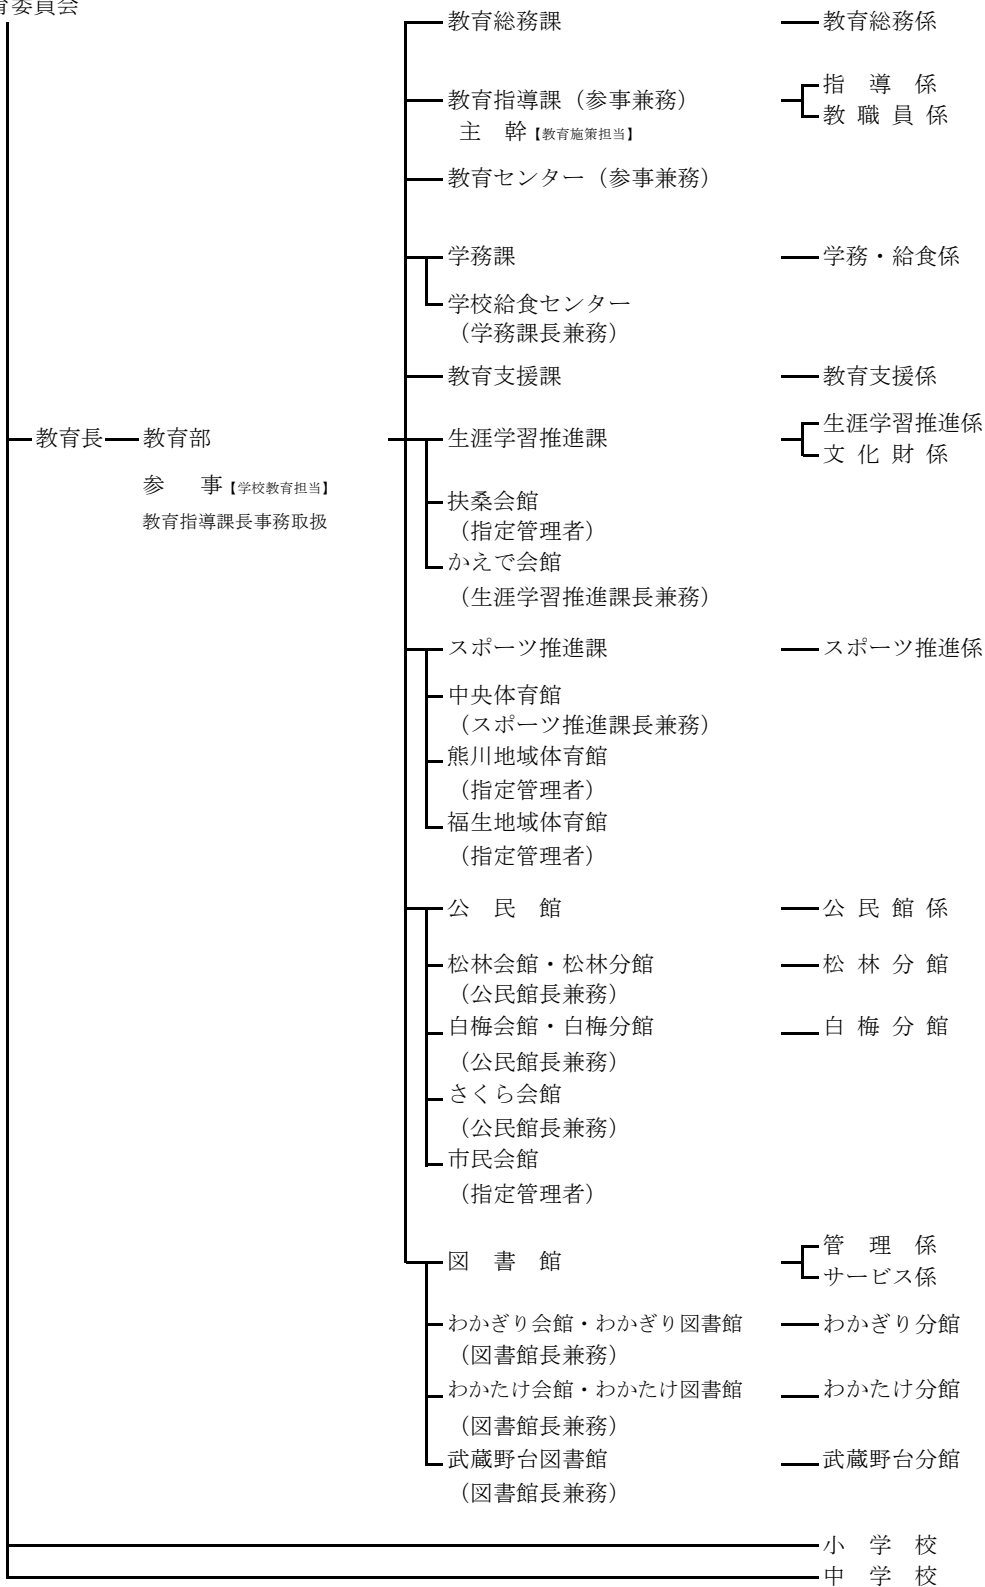 育委員会
教育総務課 教育総務係
指 導 係
教育指導課（参事兼務）
教 職 員 係
主 幹【教育施策担当】
教育センター（参事兼務）
学務課 学務・給食係
学校給食センター
（学務課長兼務）
教育支援課 教育支援係
生涯学習推進係
教育長 教育部 生涯学習推進課
文 化 財 係
参 事【学校教育担当】
扶桑会館
教育指導課長事務取扱
（指定管理者）
かえで会館
（生涯学習推進課長兼務）
スポーツ推進課 スポーツ推進係
中央体育館
（スポーツ推進課長兼務）
熊川地域体育館
（指定管理者）
福生地域体育館
（指定管理者）
公 民 館 公 民 館 係
松林会館・松林分館 松 林 分 館
（公民館長兼務）
白梅会館・白梅分館 白 梅 分 館
（公民館長兼務）
さくら会館
（公民館長兼務）
市民会館
（指定管理者）
管 理 係
図 書 館
サービス係
わかぎり会館・わかぎり図書館 わかぎり分館
（図書館長兼務）
わかたけ会館・わかたけ図書館 わかたけ分館
（図書館長兼務）
武蔵野台図書館 武蔵野台分館
（図書館長兼務）
小 学 校
中 学 校